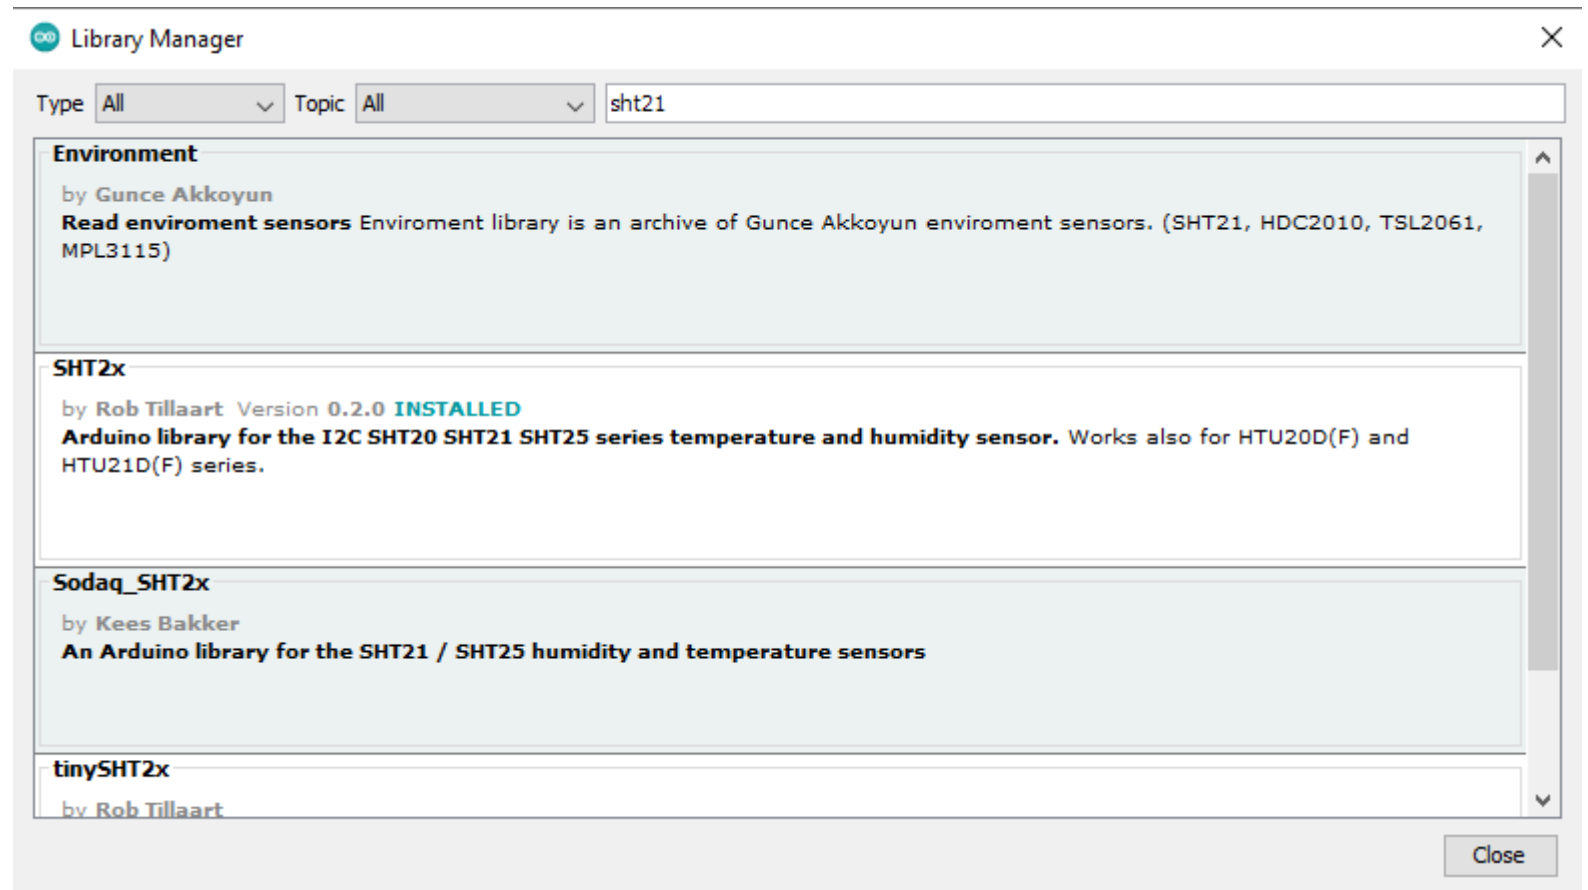 Library Manager
Type All Topic All sht21
Environment
by Gunce Akkoyun
Read enviroment sensors Enviroment library is an archive of Gunce Akkoyun enviroment sensors. (SHT21, HDC2010, TSL2061,
MPL3115)
SHT2x
by Rob Tillaart Version 0.2.0 INSTALLED
Arduino library for the I2C SHT20 SHT21 SHT25 series temperature and humidity sensor. Works also for HTU20D(F) and
HTU21D(F) series.
Sodaq_SHT2x
by Kees Bakker
An Arduino library for the SHT21 / SHT25 humidity and temperature sensors
tinySHT2x
by Rob Tillaart
Close